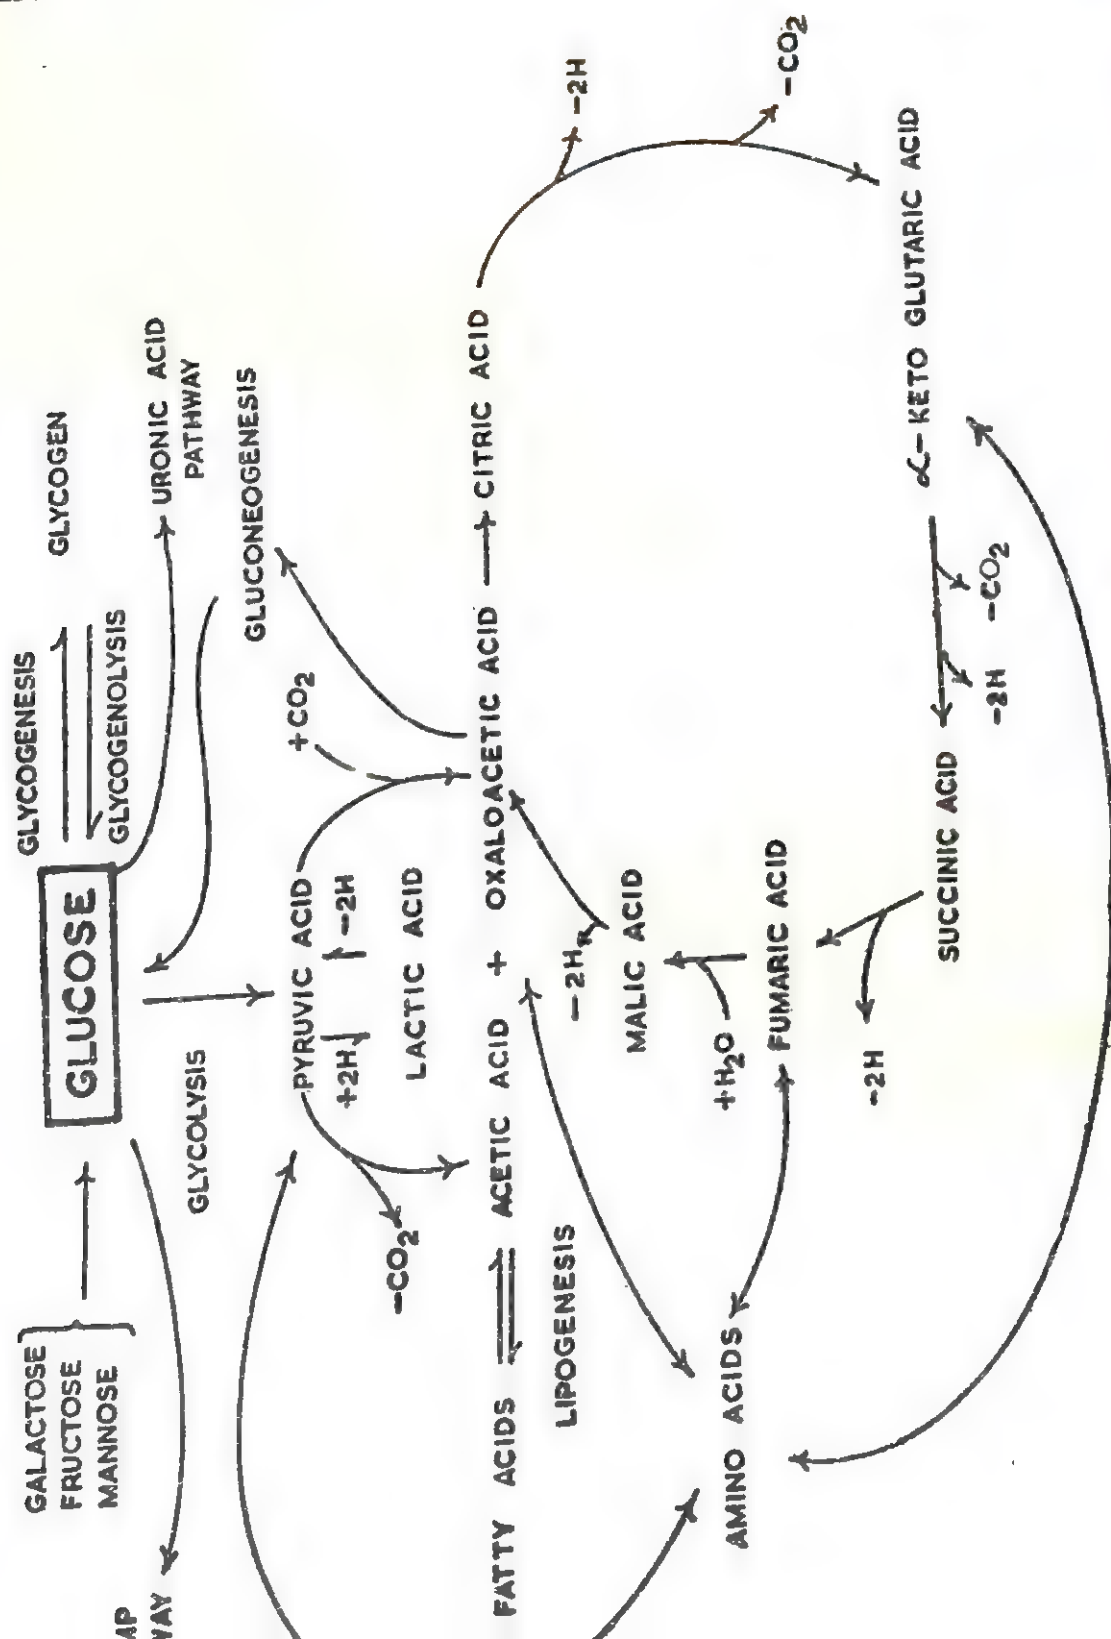 GLYCOGENESIS
GLYCOGEN
GLYCOGENOLYSIS
GALACTOSE
FRUCTOSE
MANNOSE
GLUCOSE
URONIC ACID
PATHWAY
MP
WAY
GLYCOLYSIS
GLUCONEOGENESIS
+CO2
PYRUVIC ACID
+2H
-2H
LACTIC ACID
-CO2
FATTY ACIDS
ACETIC ACID + OXALOACETIC ACID
CITRIC ACID
LIPOGENESIS
-2H
-CO2
-2H
MALIC ACID
+H2O
FUMARIC ACID
-2H
AMINO ACIDS
SUCCINIC ACID
-2H
-CO2
α-KETO GLUTARIC ACID